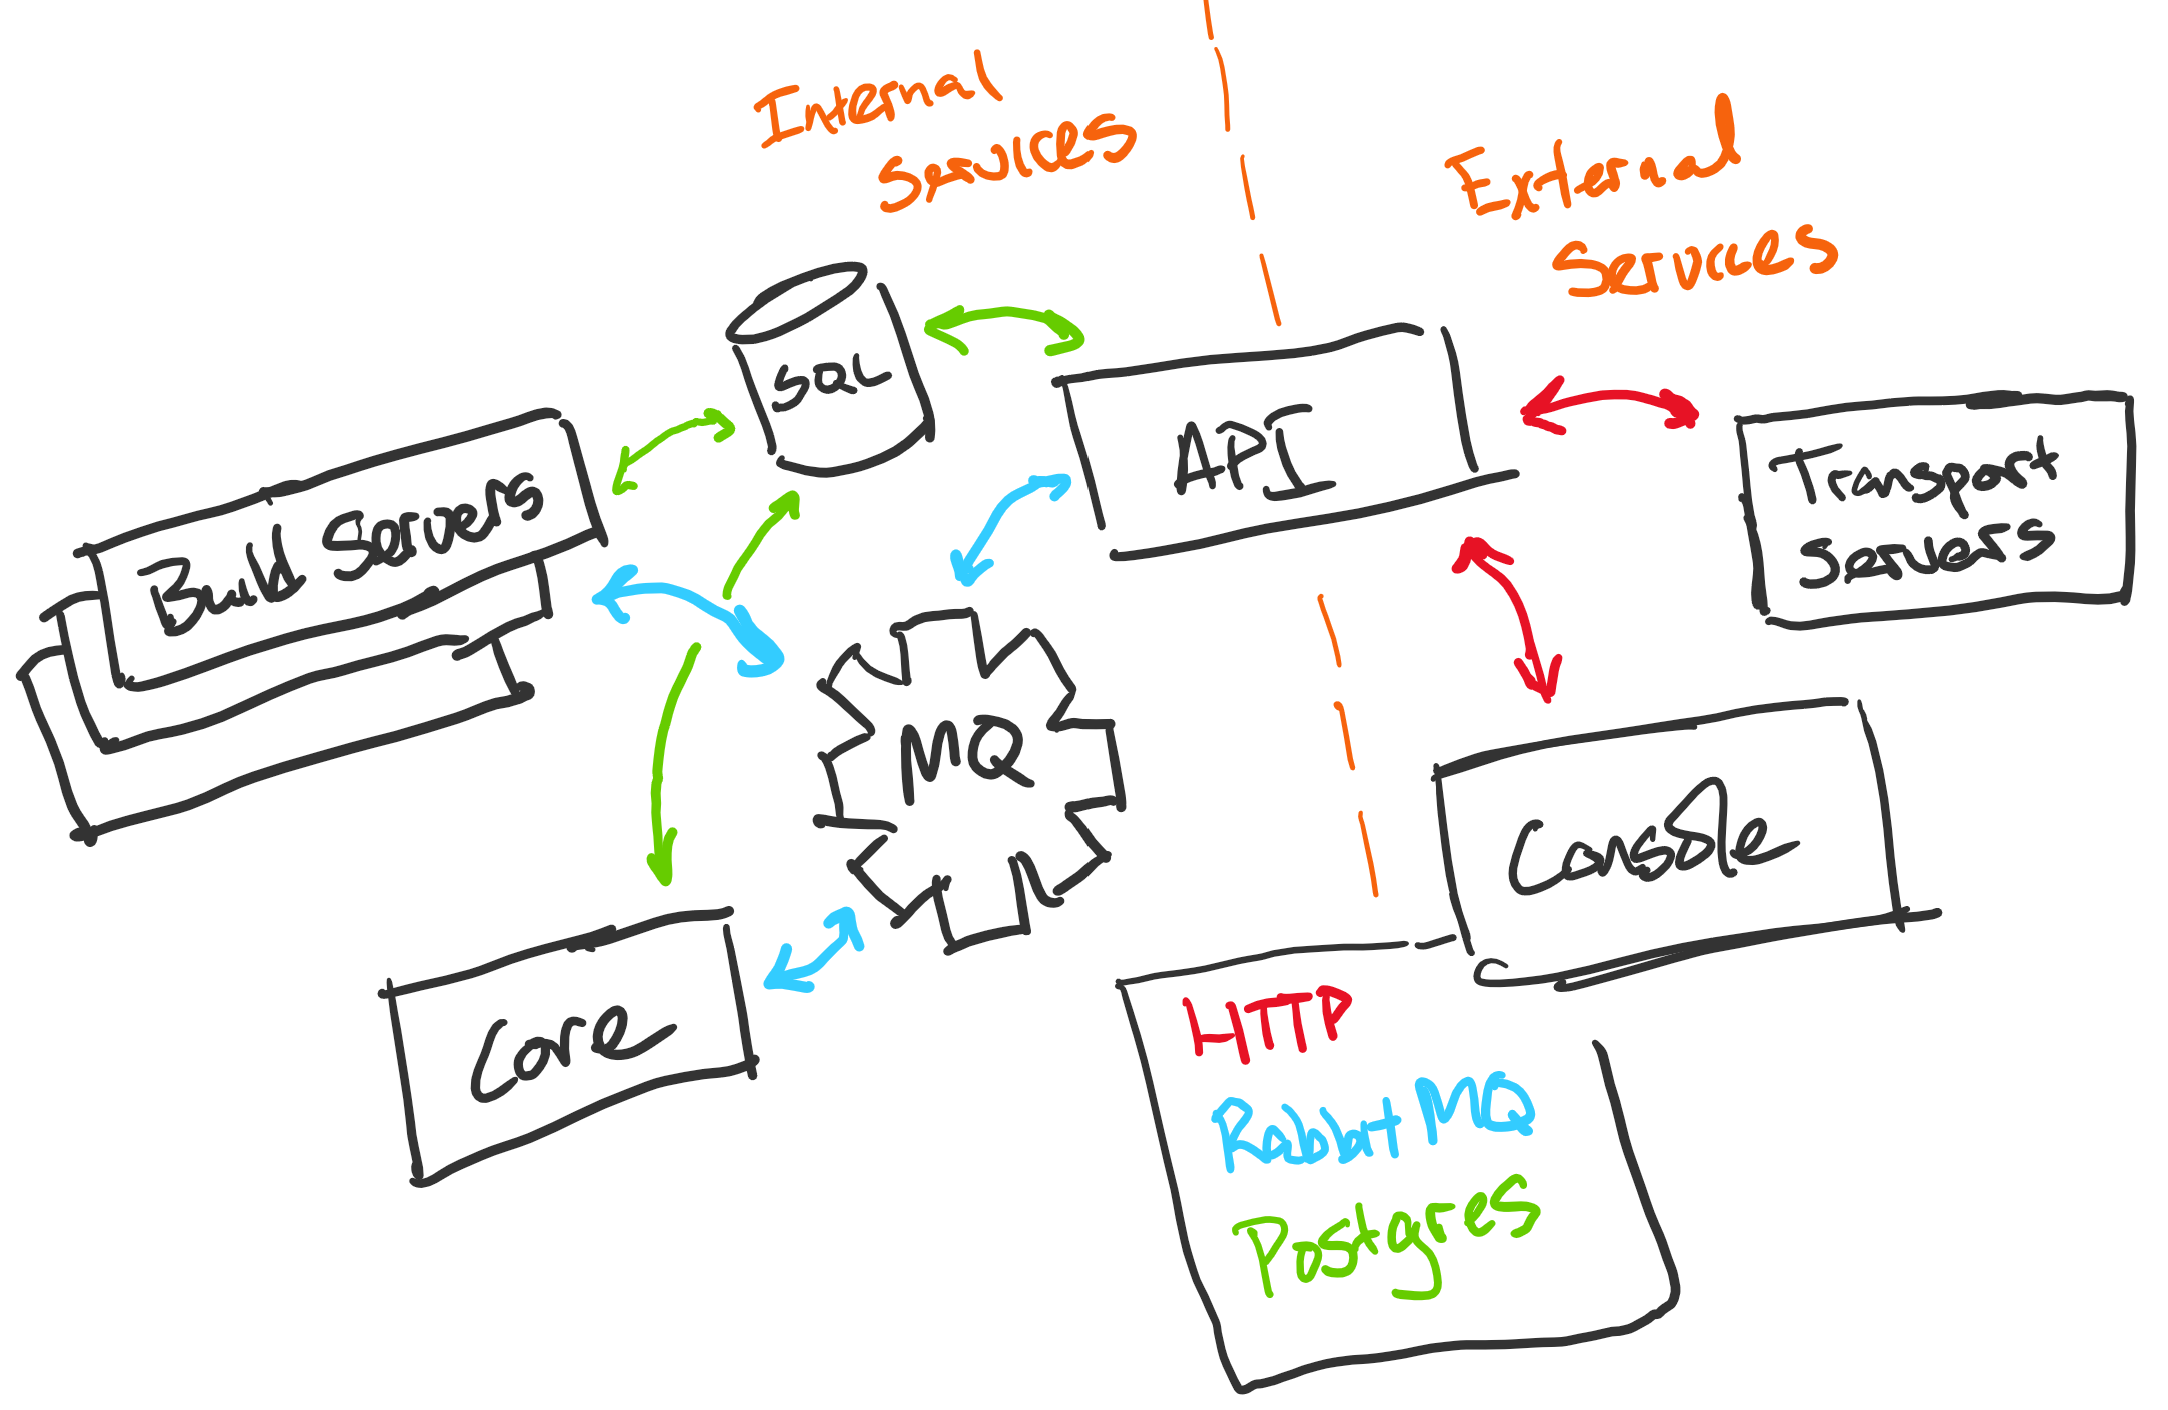 Internal
Services
External
Services
SQL
API
Transport
Servers
Build Servers
MQ
Console
Core
HTTP
RabbitMQ
Postgres